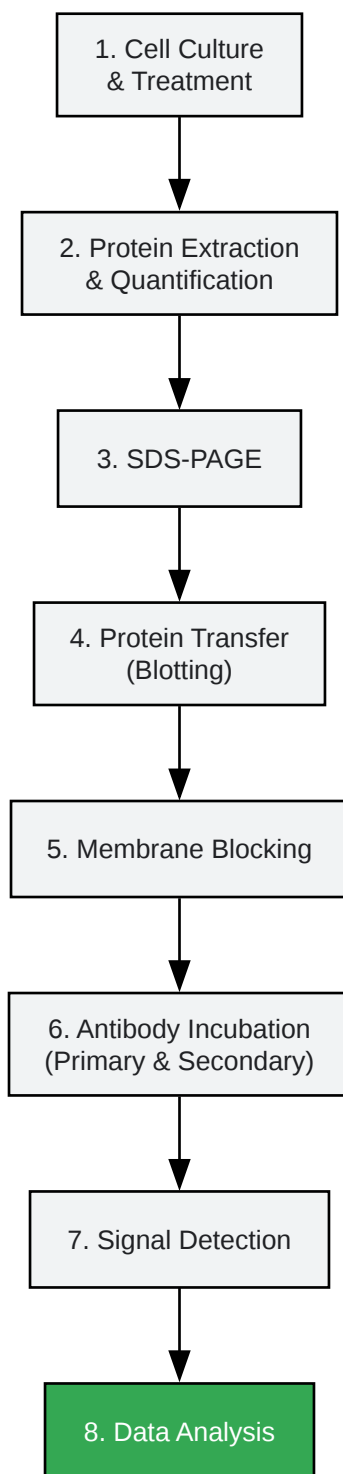 1. Cell Culture
& Treatment
2. Protein Extraction
& Quantification
3. SDS-PAGE
4. Protein Transfer
(Blotting)
5. Membrane Blocking
6. Antibody Incubation
(Primary & Secondary)
7. Signal Detection
8. Data Analysis